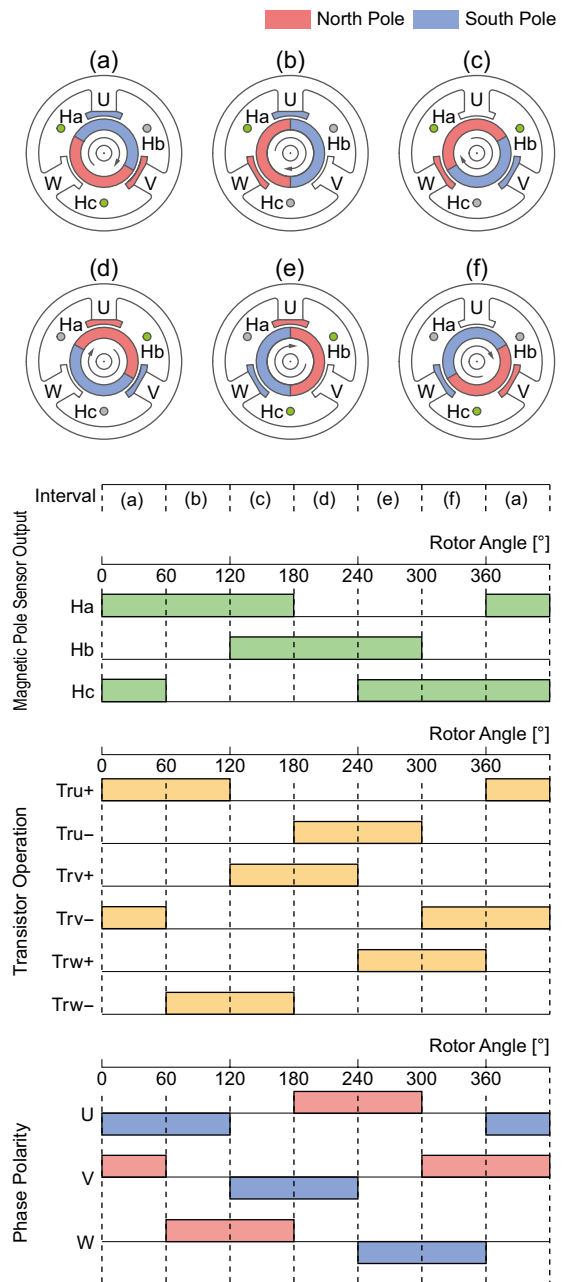 North Pole South Pole
(a) (b) (c)
U U U
Ha Ha Ha
Hb Hb Hb
W V W V W V
Hc Hc Hc
(d) (e) (f)
U U U
Ha Ha Ha
Hb Hb Hb
W V W V W V
Hc Hc Hc
Interval (a) (b) (c) (d) (e) (f) (a)
Magnetic Pole Sensor Output
Rotor Angle [°]
0 60 120 180 240 300 360
Ha
Hb
Hc
Transistor Operation
Rotor Angle [°]
0 60 120 180 240 300 360
Tru+
Tru−
Trv+
Trv−
Trw+
Trw−
Phase Polarity
Rotor Angle [°]
0 60 120 180 240 300 360
U
V
W